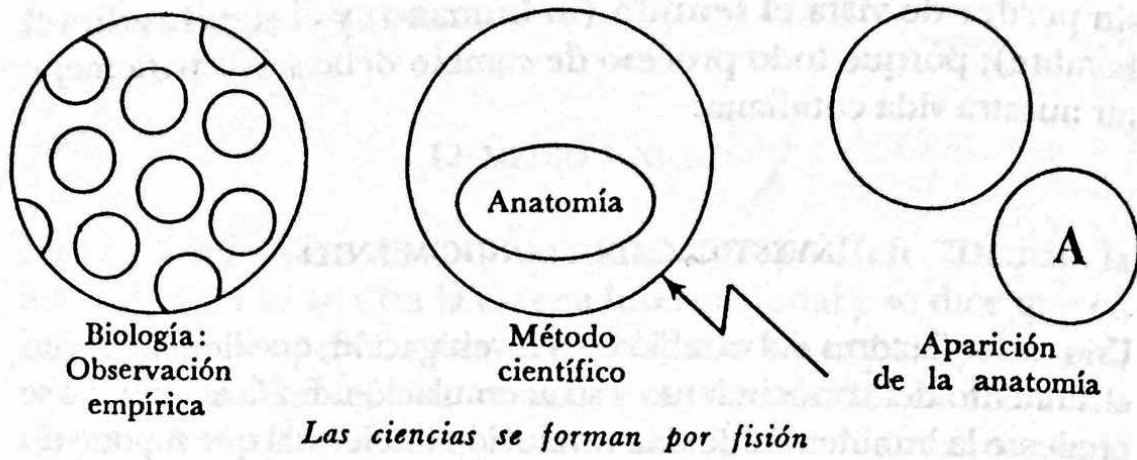 Anatomía
A
Biología:
Observación
empírica
Método
científico
Aparición
de la anatomía
Las ciencias se forman por fisión